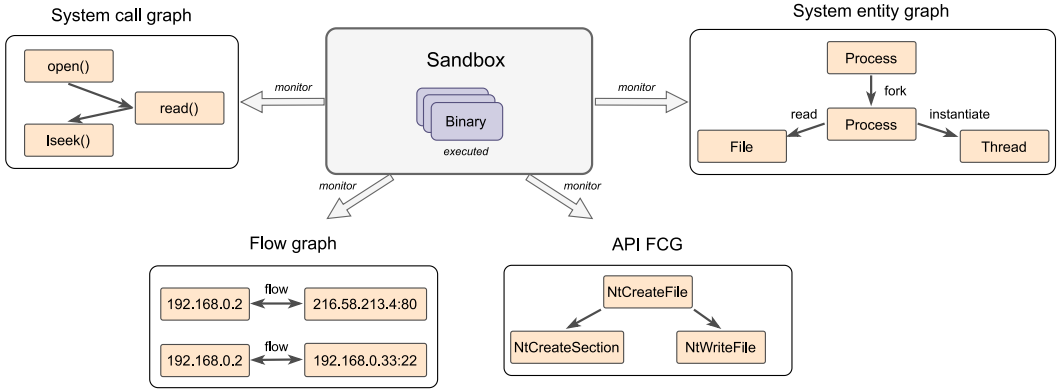 System call graph
open()
read()
lseek()
monitor
Sandbox
Binary
executed
monitor
System entity graph
Process
fork
Process
read
instantiate
File
Thread
monitor
monitor
Flow graph
192.168.0.2
flow
216.58.213.4:80
192.168.0.2
flow
192.168.0.33:22
API FCG
NtCreateFile
NtCreateSection
NtWriteFile